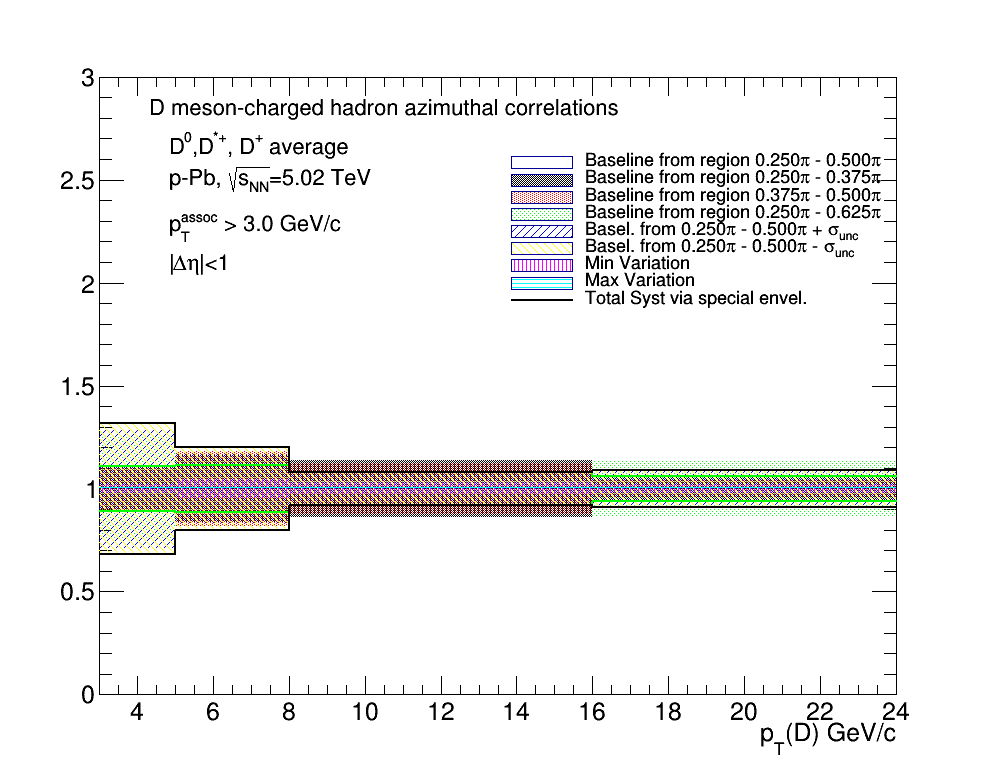 3
D meson-charged hadron azimuthal correlations
D⁰,D*⁺, D⁺ average
p-Pb, √s_NN=5.02 TeV
p_T^assoc > 3.0 GeV/c
|Δη|<1
Baseline from region 0.250π - 0.500π
Baseline from region 0.250π - 0.375π
Baseline from region 0.375π - 0.500π
Baseline from region 0.250π - 0.625π
Basel. from 0.250π - 0.500π + σ_unc
Basel. from 0.250π - 0.500π - σ_unc
Min Variation
Max Variation
Total Syst via special envel.
2.5
2
1.5
1
0.5
0
4 6 8 10 12 14 16 18 20 22 24
p_T(D) GeV/c